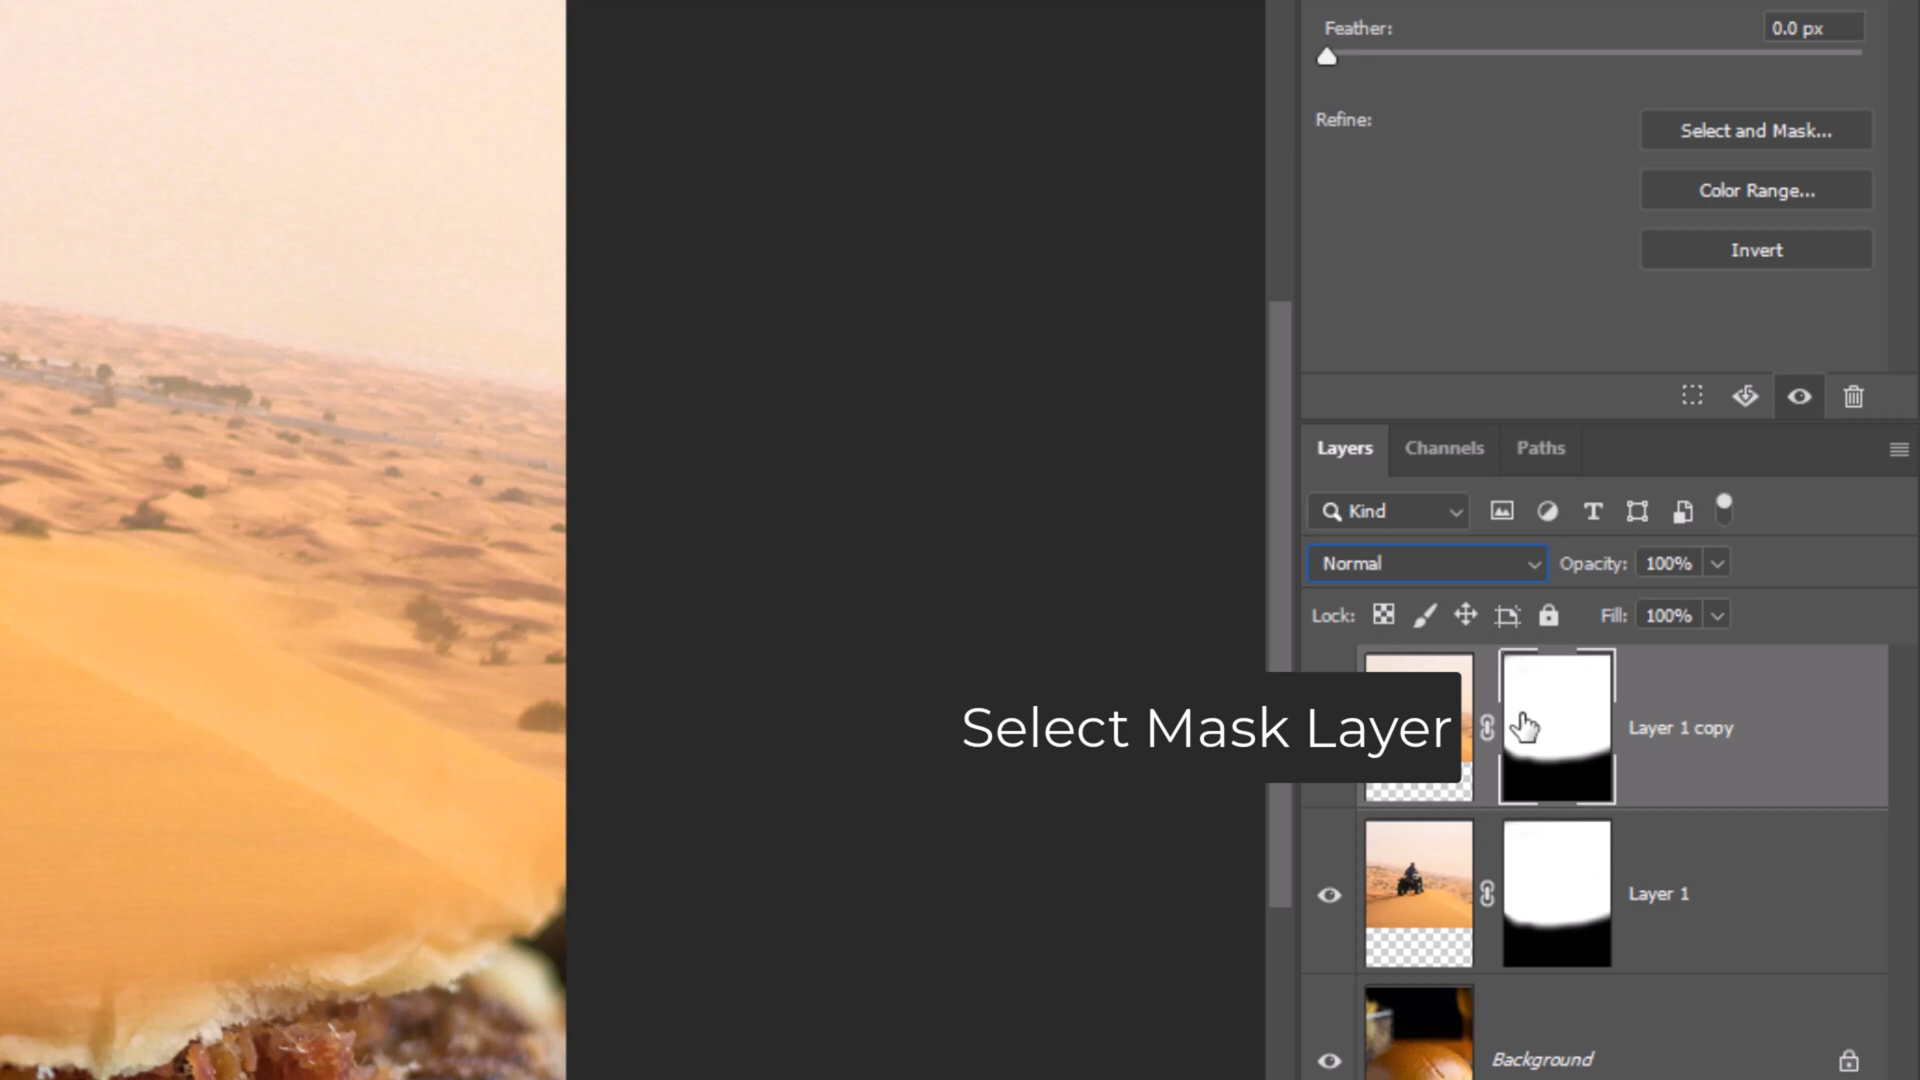 Feather:
0.0 px
Refine:
Select and Mask...
Color Range...
Invert
Layers
Channels
Paths
Kind
Normal
Opacity:
100%
Lock:
Fill:
100%
Select Mask Layer
Layer 1 copy
Layer 1
Background